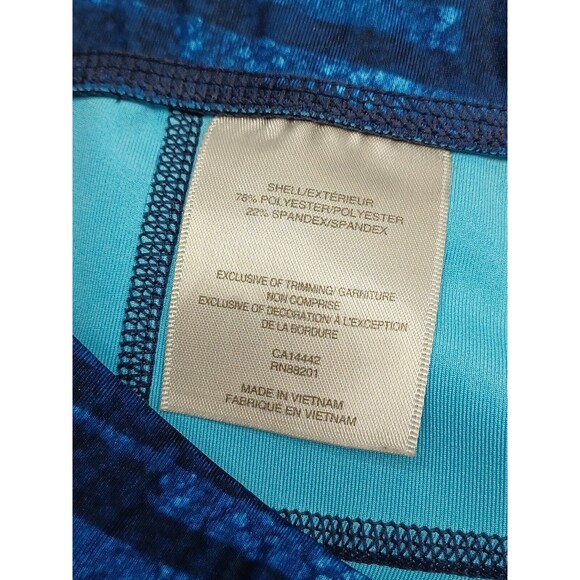 SHELL/EXTÉRIEUR
78% POLYESTER/POLYESTER
22% SPANDEX/SPANDEX
EXCLUSIVE OF TRIMMING/ GARNITURE
NON COMPRISE
EXCLUSIVE OF DECORATION/ À L'EXCEPTION
DE LA BORDURE
CA14442
RN88201
MADE IN VIETNAM
FABRIQUE EN VIETNAM